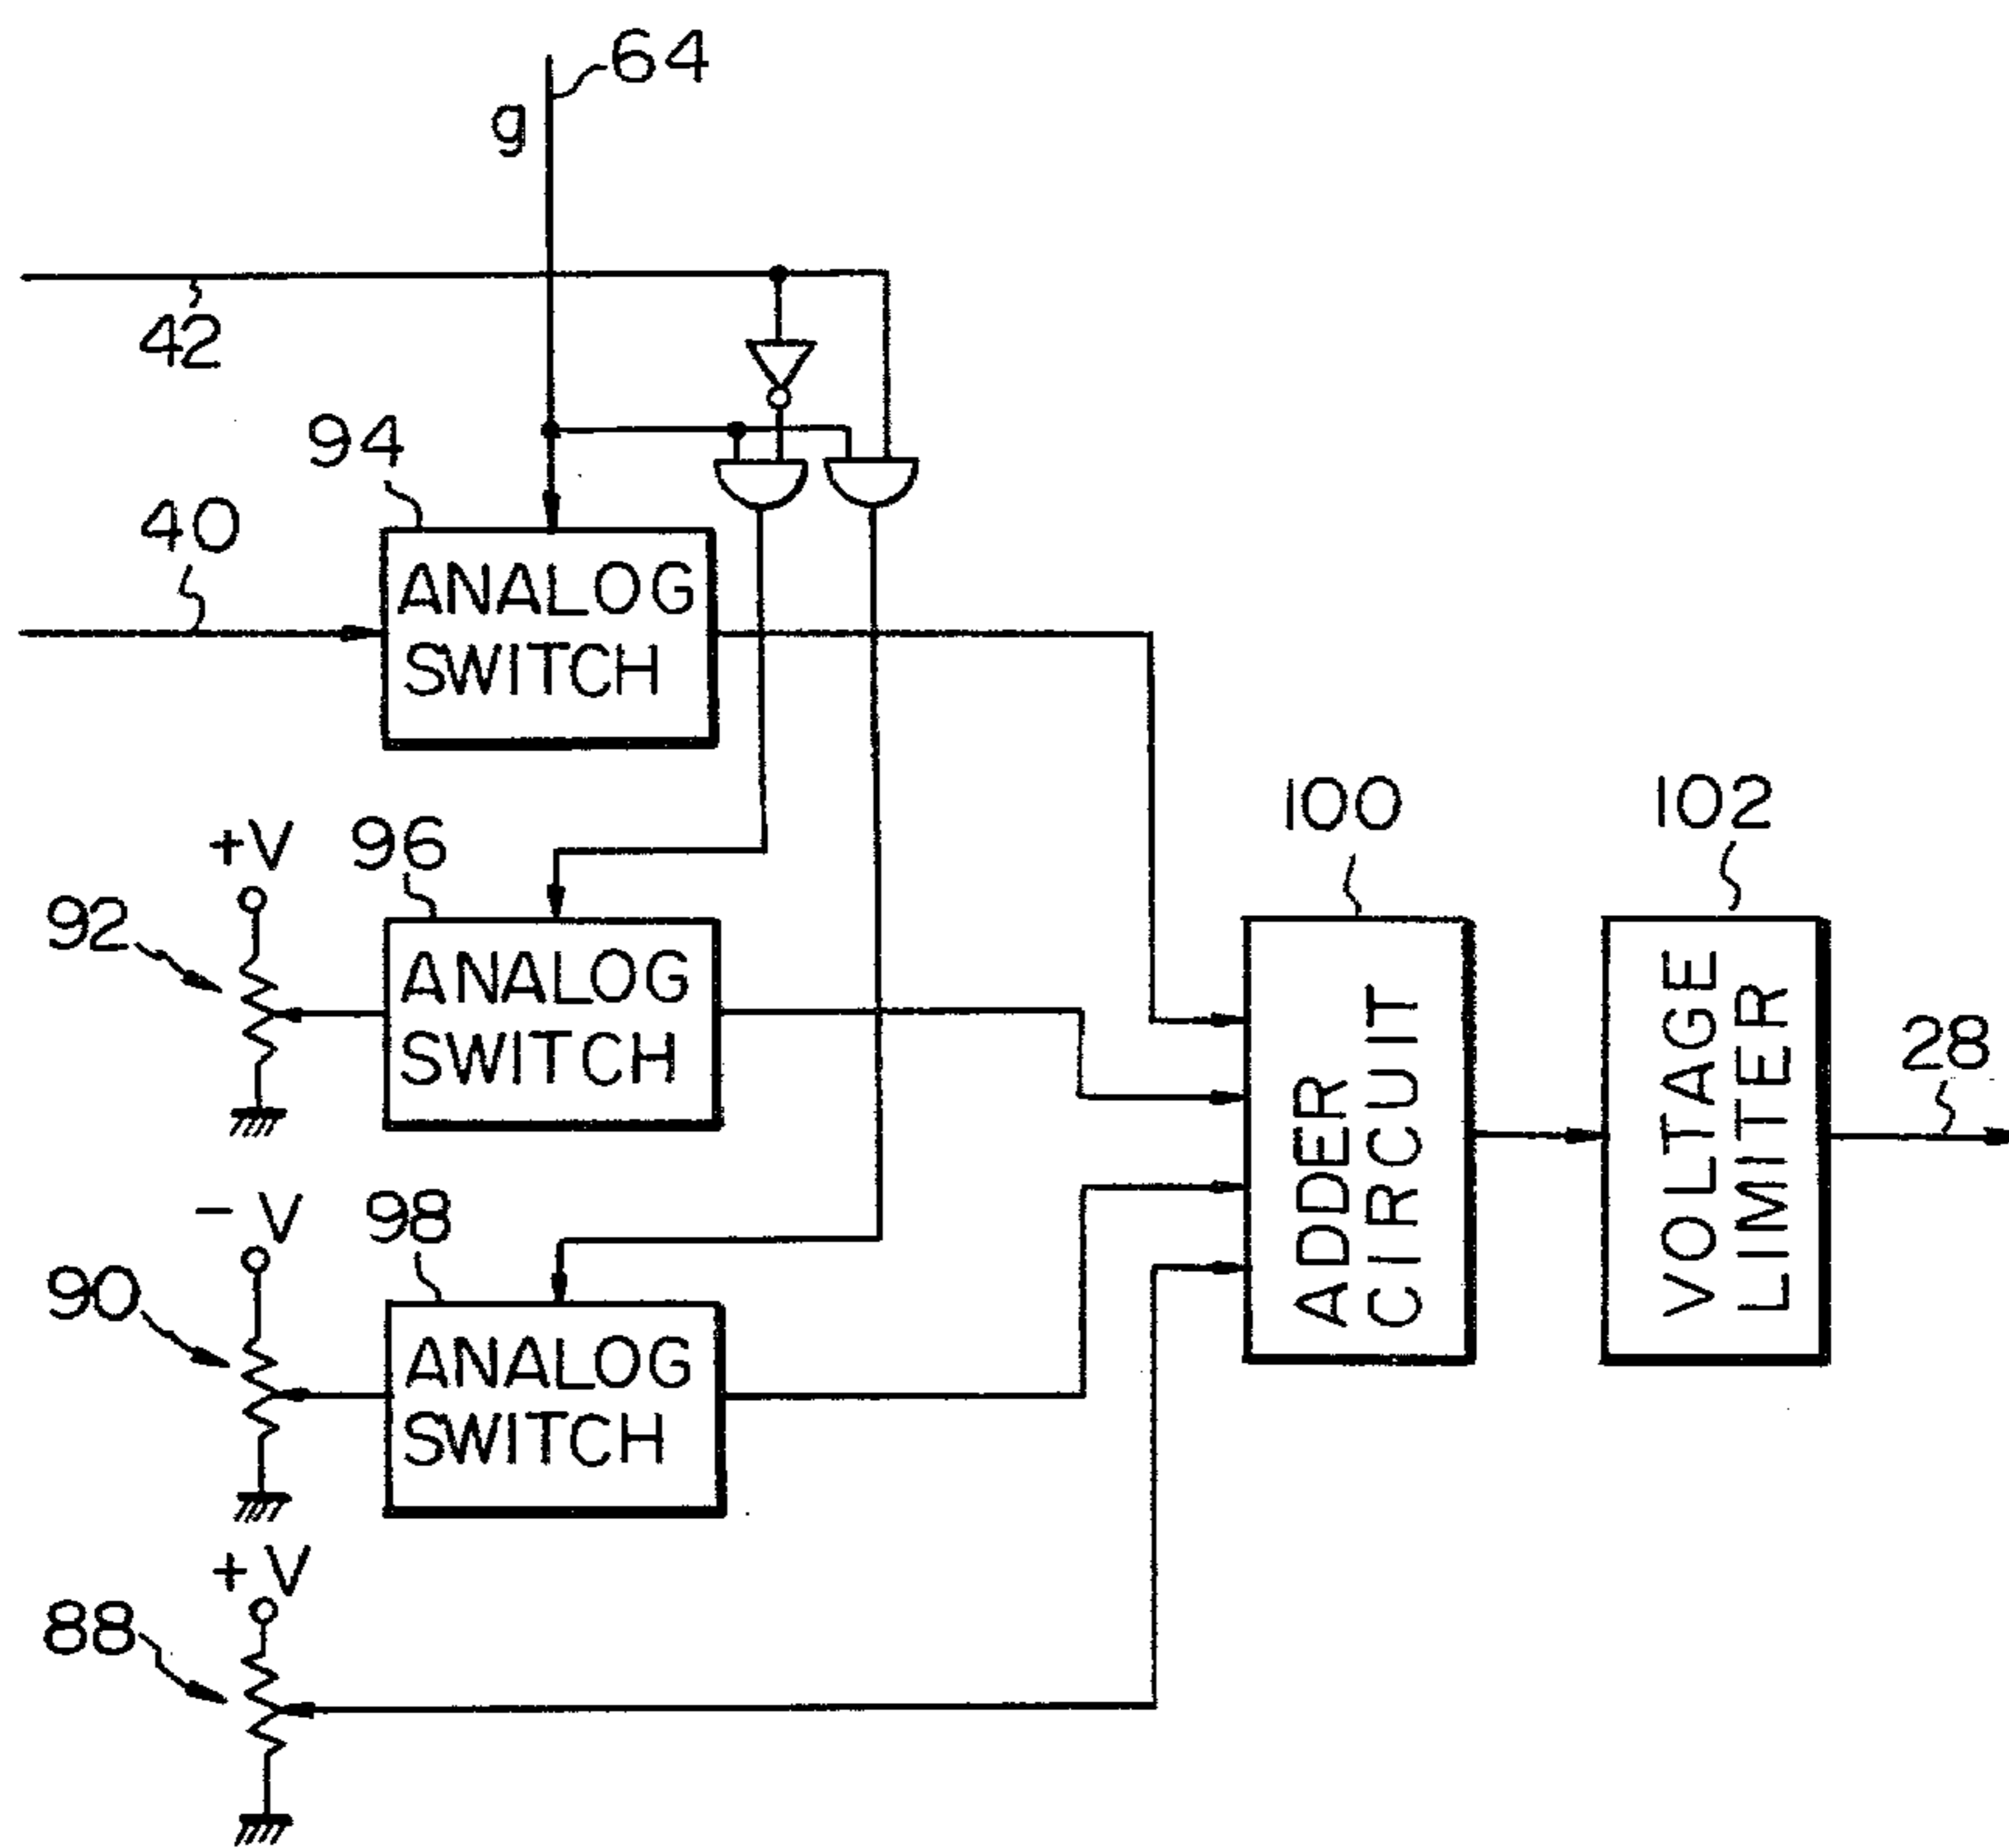 64
g
42
94
40
ANALOG
SWITCH
100
102
+V
96
92
ANALOG
SWITCH
ADDER
CIRCUIT
VOLTAGE
LIMITER
28
- V
98
90
ANALOG
SWITCH
+ V
88